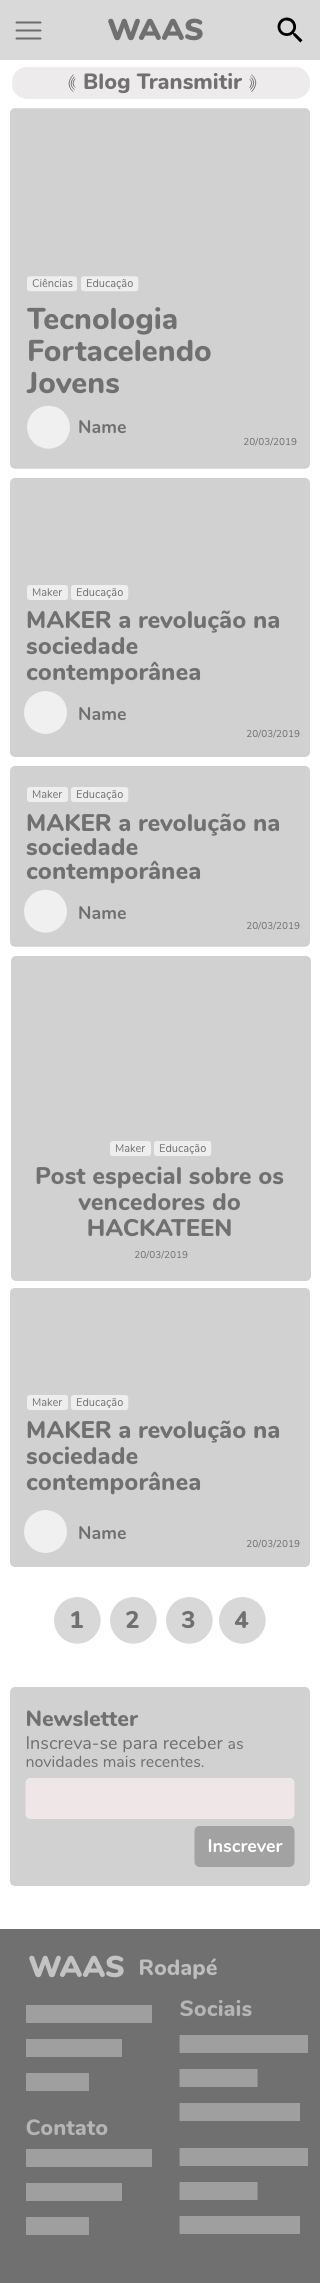 WAAS
Blog Transmitir
Ciências Educação
Tecnologia
Fortacelendo
Jovens
Name
20/03/2019
Maker Educação
MAKER a revolução na
sociedade
contemporânea
Name
20/03/2019
Maker Educação
MAKER a revolução na
sociedade
contemporânea
Name
20/03/2019
Maker Educação
Post especial sobre os
vencedores do
HACKATEEN
20/03/2019
Maker Educação
MAKER a revolução na
sociedade
contemporânea
Name
20/03/2019
1 2 3 4
Newsletter
Inscreva-se para receber as
novidades mais recentes.
Inscrever
WAAS Rodapé
Sociais
Contato